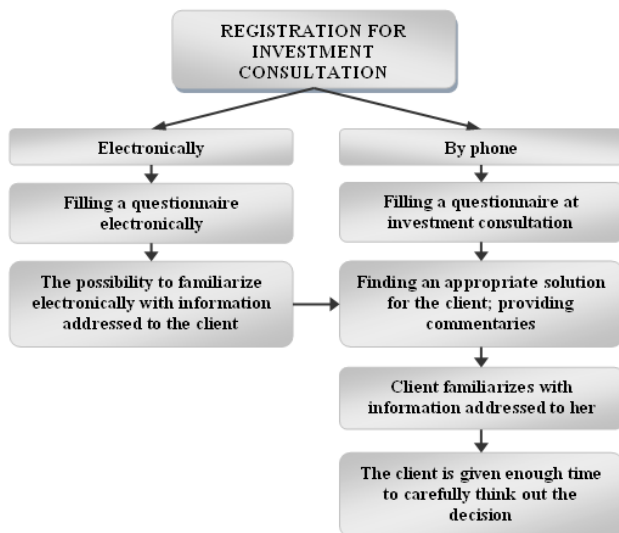 REGISTRATION FOR
INVESTMENT
CONSULTATION
Electronically
By phone
Filling a questionnaire
electronically
Filling a questionnaire at
investment consultation
The possibility to familiarize
electronically with information
addressed to the client
Finding an appropriate solution
for the client; providing
commentaries
Client familiarizes with
information addressed to her
The client is given enough time
to carefully think out the
decision